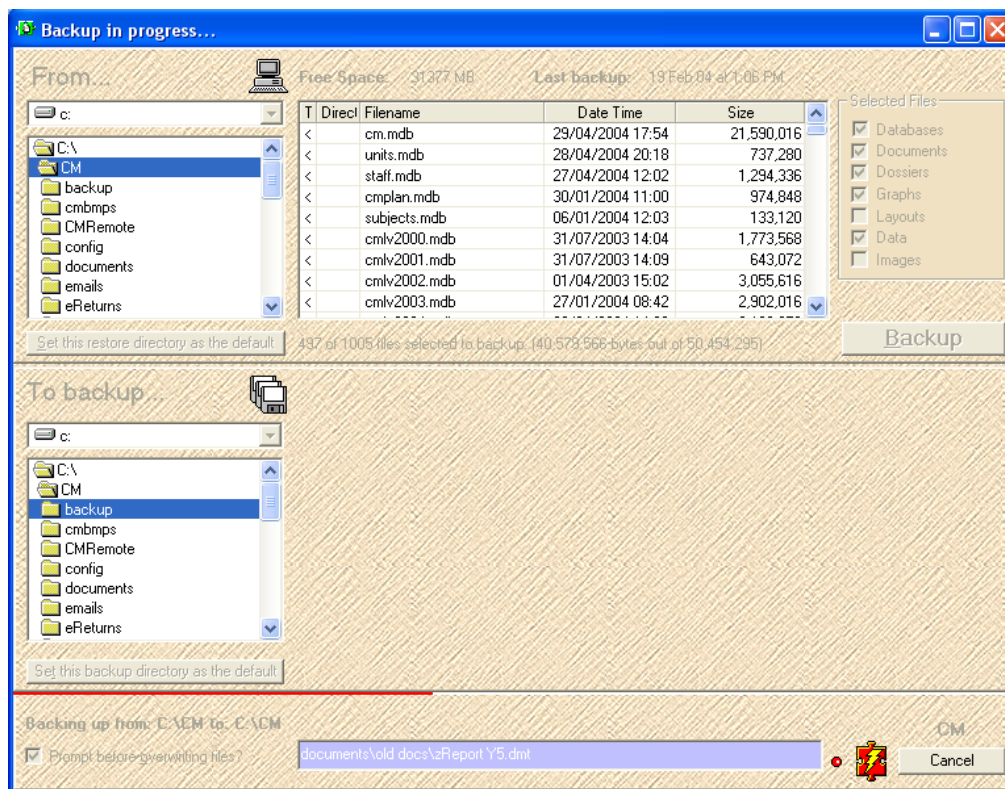 Backup in progress...
From...
Free Space: 31377 MB Last backup: 19 Feb 04 at 1:06 PM
c:
C:\
CM
backup
cmbmps
CMRemote
config
documents
emails
eReturns
Set this restore directory as the default
T Direct Filename Date Time Size
< cm.mdb 29/04/2004 17:54 21,590,016
< units.mdb 28/04/2004 20:18 737,280
< staff.mdb 27/04/2004 12:02 1,294,336
< cmplan.mdb 30/01/2004 11:00 974,848
< subjects.mdb 06/01/2004 12:03 133,120
< cmlv2000.mdb 31/07/2003 14:04 1,773,568
< cmlv2001.mdb 31/07/2003 14:09 643,072
< cmlv2002.mdb 01/04/2003 15:02 3,055,616
< cmlv2003.mdb 27/01/2004 08:42 2,902,016
497 of 1005 files selected to backup. (40,579,566 bytes out of 50,454,295)
Selected Files
Databases
Documents
Dossiers
Graphs
Layouts
Data
Images
Backup
To backup...
c:
C:\
CM
backup
cmbmps
CMRemote
config
documents
emails
eReturns
Set this backup directory as the default
Backing up from: C:\CM to: C:\CM
Prompt before overwriting files?
documents\old docs\zReport Y5.dmt
CM
Cancel